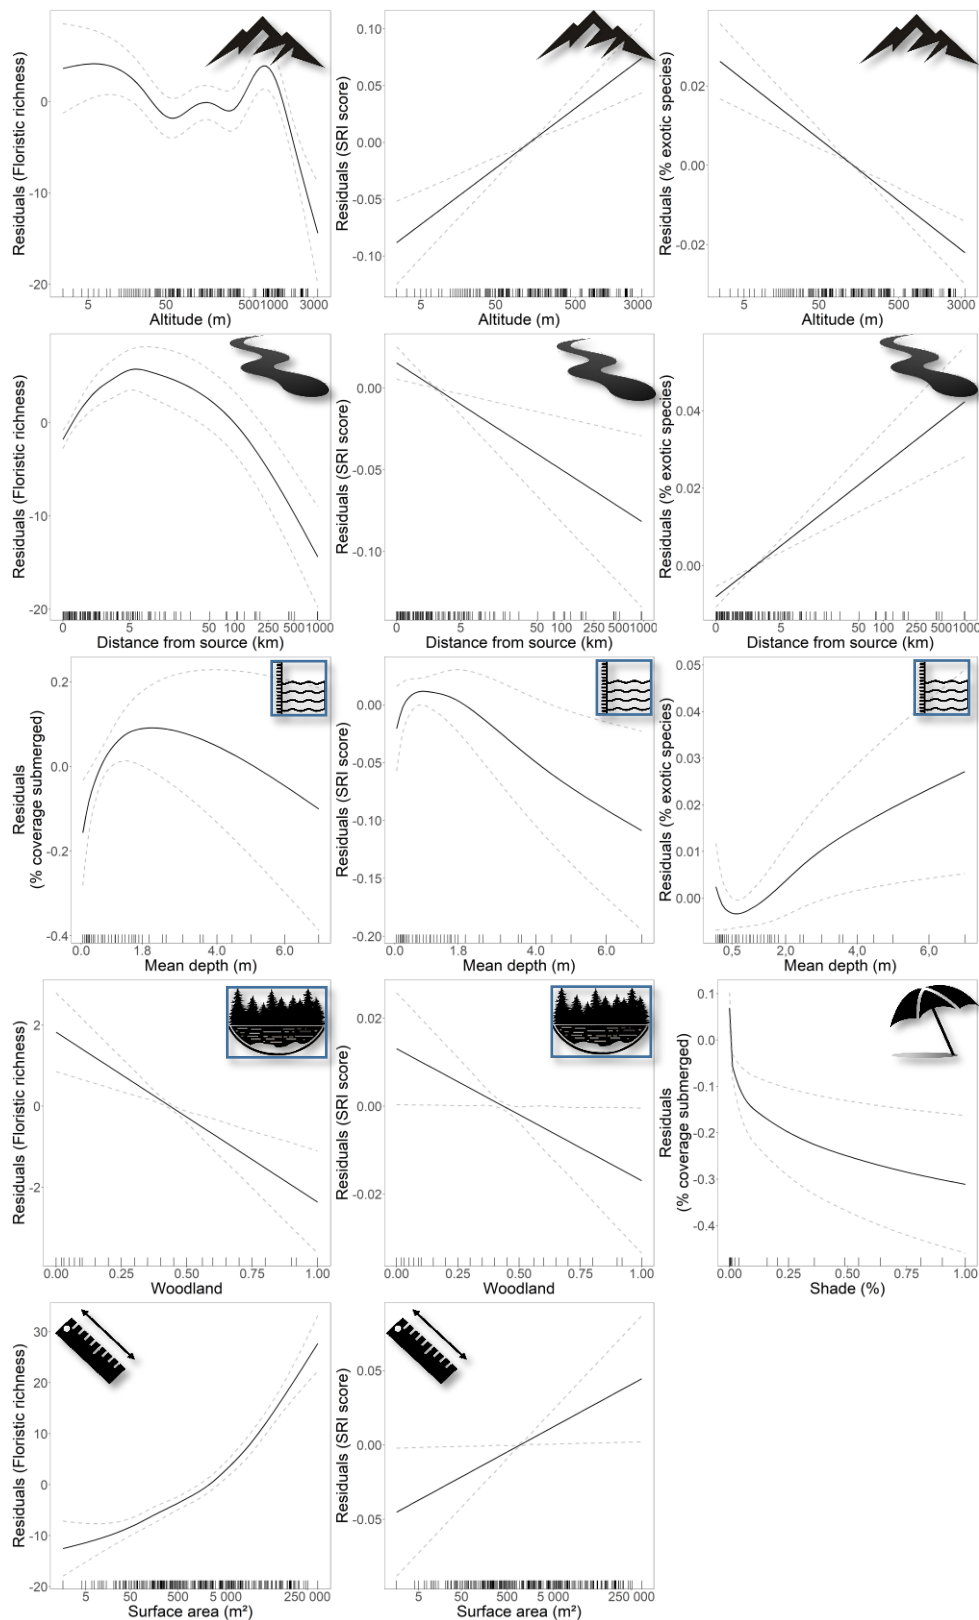 Residuals (Floristic richness)
0
-10
-20
5 50 500 1000 3000
Altitude (m)
Residuals (SRI score)
0.10
0.05
0.00
-0.05
-0.10
5 50 500 3000
Altitude (m)
Residuals (% exotic species)
0.02
0.00
-0.02
5 50 500 3000
Altitude (m)
Residuals (Floristic richness)
0
-10
-20
0 5 50 100 250 500 1000
Distance from source (km)
Residuals (SRI score)
0.00
-0.05
-0.10
0 5 50 100 250 500 1000
Distance from source (km)
Residuals (% exotic species)
0.04
0.02
0.00
0 5 50 100 250 500 1000
Distance from source (km)
Residuals
(% coverage submerged)
0.2
0.0
-0.2
-0.4
0.0 1.8 4.0 6.0
Mean depth (m)
Residuals (SRI score)
0.00
-0.05
-0.10
-0.15
-0.20
0.0 1.8 4.0 6.0
Mean depth (m)
Residuals (% exotic species)
0.05
0.04
0.03
0.02
0.01
0.00
0.5 2,0 4,0 6,0
Mean depth (m)
Residuals (Floristic richness)
2
0
-2
0.00 0.25 0.50 0.75 1.00
Woodland
Residuals (SRI score)
0.02
0.00
-0.02
0.00 0.25 0.50 0.75 1.00
Woodland
Residuals
(% coverage submerged)
0.1
0.0
-0.1
-0.2
-0.3
-0.4
0.00 0.25 0.50 0.75 1.00
Shade (%)
Residuals (Floristic richness)
30
20
10
0
-10
-20
5 50 500 5 000 250 000
Surface area (m²)
Residuals (SRI score)
0.05
0.00
-0.05
5 50 500 5 000 250 000
Surface area (m²)